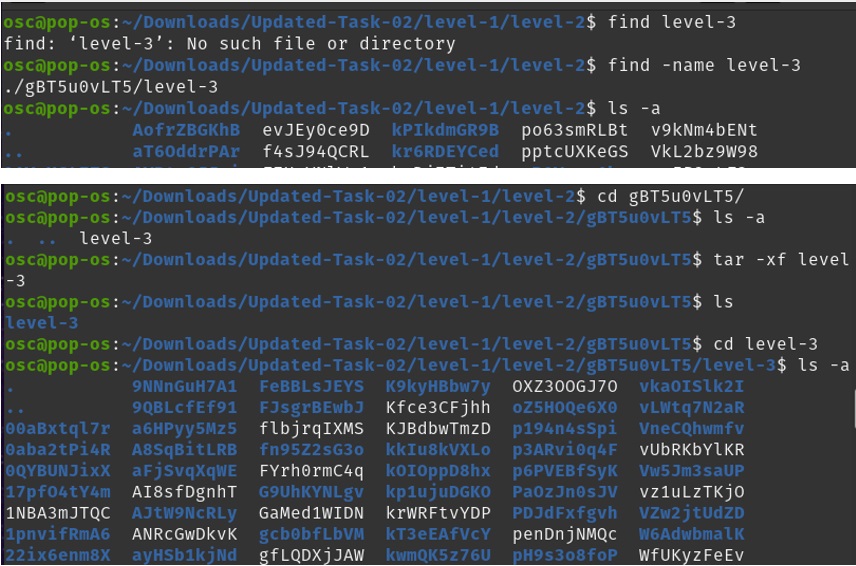 osc@pop-os:~/Downloads/Updated-Task-02/level-1/level-2$ find level-3
find: ‘level-3’: No such file or directory
osc@pop-os:~/Downloads/Updated-Task-02/level-1/level-2$ find -name level-3
./gBT5u0vLT5/level-3
osc@pop-os:~/Downloads/Updated-Task-02/level-1/level-2$ ls -a
. AofrZBGKhB evJEy0ce9D kPIkdmGR9B po63smRLBt v9kNm4bENt
.. aT6OddrPAr f4sJ94QCRL kr6RDEYCed pptcUXKeGS VkL2bz9W98
osc@pop-os:~/Downloads/Updated-Task-02/level-1/level-2$ cd gBT5u0vLT5/
osc@pop-os:~/Downloads/Updated-Task-02/level-1/level-2/gBT5u0vLT5$ ls -a
. .. level-3
osc@pop-os:~/Downloads/Updated-Task-02/level-1/level-2/gBT5u0vLT5$ tar -xf level
-3
osc@pop-os:~/Downloads/Updated-Task-02/level-1/level-2/gBT5u0vLT5$ ls
level-3
osc@pop-os:~/Downloads/Updated-Task-02/level-1/level-2/gBT5u0vLT5$ cd level-3
osc@pop-os:~/Downloads/Updated-Task-02/level-1/level-2/gBT5u0vLT5/level-3$ ls -a
. 9NNnGuH7A1 FeBBLsJEYS K9kyHBbw7y OXZ3OOGJ7O vkaOISlk2I
.. 9QBLcfEf91 FJsgrBEwbJ Kfce3CFjhh oZ5HOQe6X0 vLWtq7N2aR
00aBxtql7r a6HPyy5Mz5 flbjrqIXMS KJBdbwTmzD p194n4sSpi VneCQhwmfv
0aba2tPi4R A8SqBitLRB fn95Z2sG3o kkIu8kVXLo p3ARvi0q4F vUbRKbYlKR
0QYBUNJixX aFjSvqXqWE FYrh0rmC4q kOIOppD8hx p6PVEBfSyK Vw5Jm3saUP
17pfO4tY4m AI8sfDgnhT G9UhKYNLgv kp1ujuDGKO PaOzJn0sJV vz1uLzTKjO
1NBA3mJTQC AJtW9NcRLy GaMed1WIDN krWRFtvYDP PDJdFxfgvh VZw2jtUdZD
1pnvifRmA6 ANRcGwDkvK gcb0bfLbVM kT3eEAfVcY penDnjNMQc W6AdwbmalK
22ix6enm8X ayHSb1kjNd gfLQDXjJAW kwmQK5z76U pH9s3o8foP WfUKyzFeEv